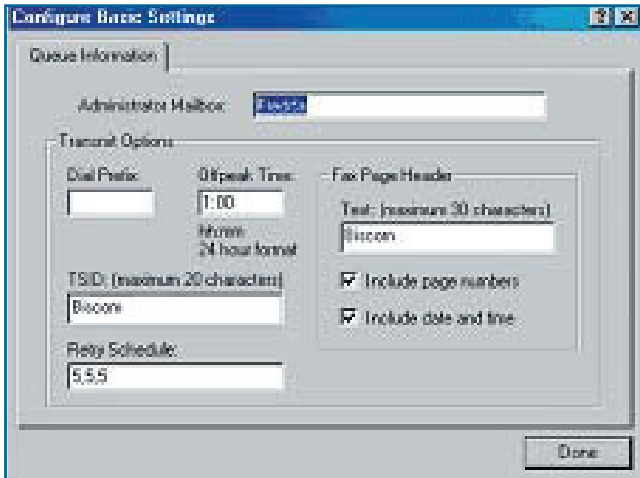 Configure Basic Settings
Queue Information
Administrator Mailbox:
Transmit Options
Dial Prefix:
Offpeak Time:
1:00
hh:mm
24 hour format
TSID: (maximum 20 characters)
Biscom
Retry Schedule:
5,5,5
Fax Page Header
Text: (maximum 30 characters)
Biscom
Include page numbers
Include date and time
Done